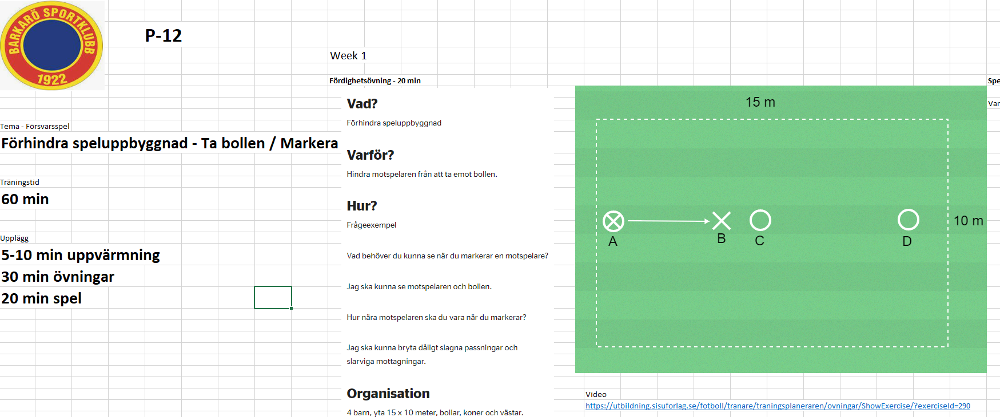 BARKARÖ SPORTKLUBB
1922
P-12
Week 1
Tema - Försvarsspel
Förhindra speluppbyggnad - Ta bollen / Markera
Träningstid
60 min
Upplägg
5-10 min uppvärmning
30 min övningar
20 min spel
Fördighetsövning - 20 min
Vad?
Förhindra speluppbyggnad
Varför?
Hindra motspelaren från att ta emot bollen.
Hur?
Frågeexempel
Vad behöver du kunna se när du markerar en motspelare?
Jag ska kunna se motspelaren och bollen.
Hur nära motspelaren ska du vara när du markerar?
Jag ska kunna bryta dåligt slagna passningar och
slarviga mottagningar.
Organisation
4 barn, yta 15 x 10 meter, bollar, koner och västar.
15 m
10 m
A
B
C
D
Video
https://utbildning.sisuforlag.se/fotboll/tranare/traningsplaneraren/ovningar/ShowExercise/?exerciseId=290
Spe
Var